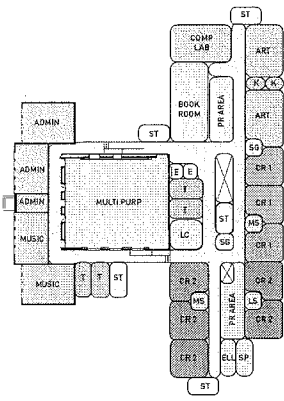 ST
COMP
LAB
ART
K K
BOOK
ROOM
PR AREA
ART
ADMIN
ST
SG
E E
CR 1
ADMIN
T
MULTI PURP
CR 1
ADMIN
T
ST
MS
MUSIC
LC
SG
CR 1
MUSIC
T T ST
CR 2
CR 2
MS
PR AREA
LS
CR 2
CR 2
CR 2
ELL SP
ST